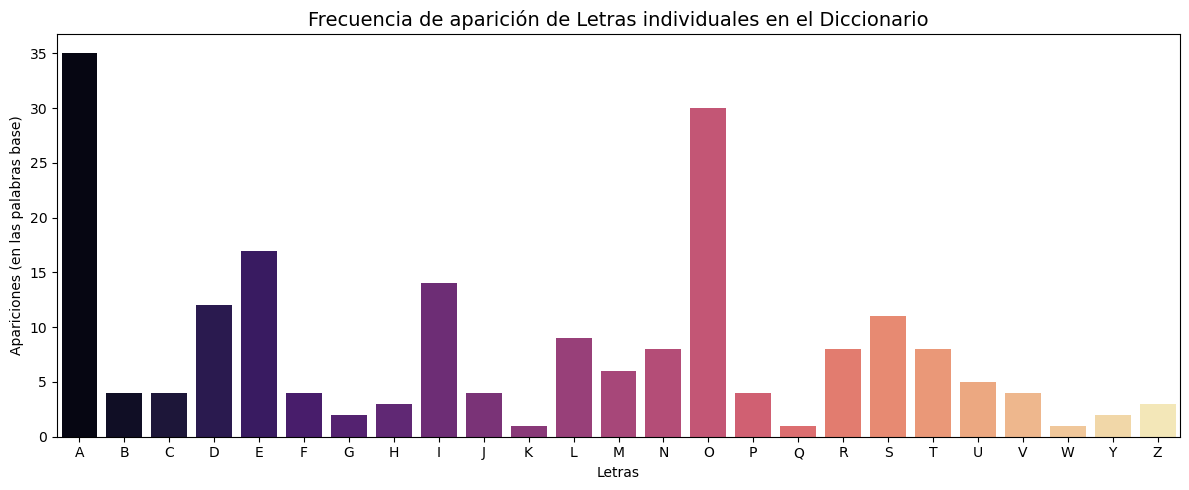 Frecuencia de aparición de Letras individuales en el Diccionario
Apariciones (en las palabras base)
35
30
25
20
15
10
5
0
A B C D E F G H I J K L M N O P Q R S T U V W Y Z
Letras